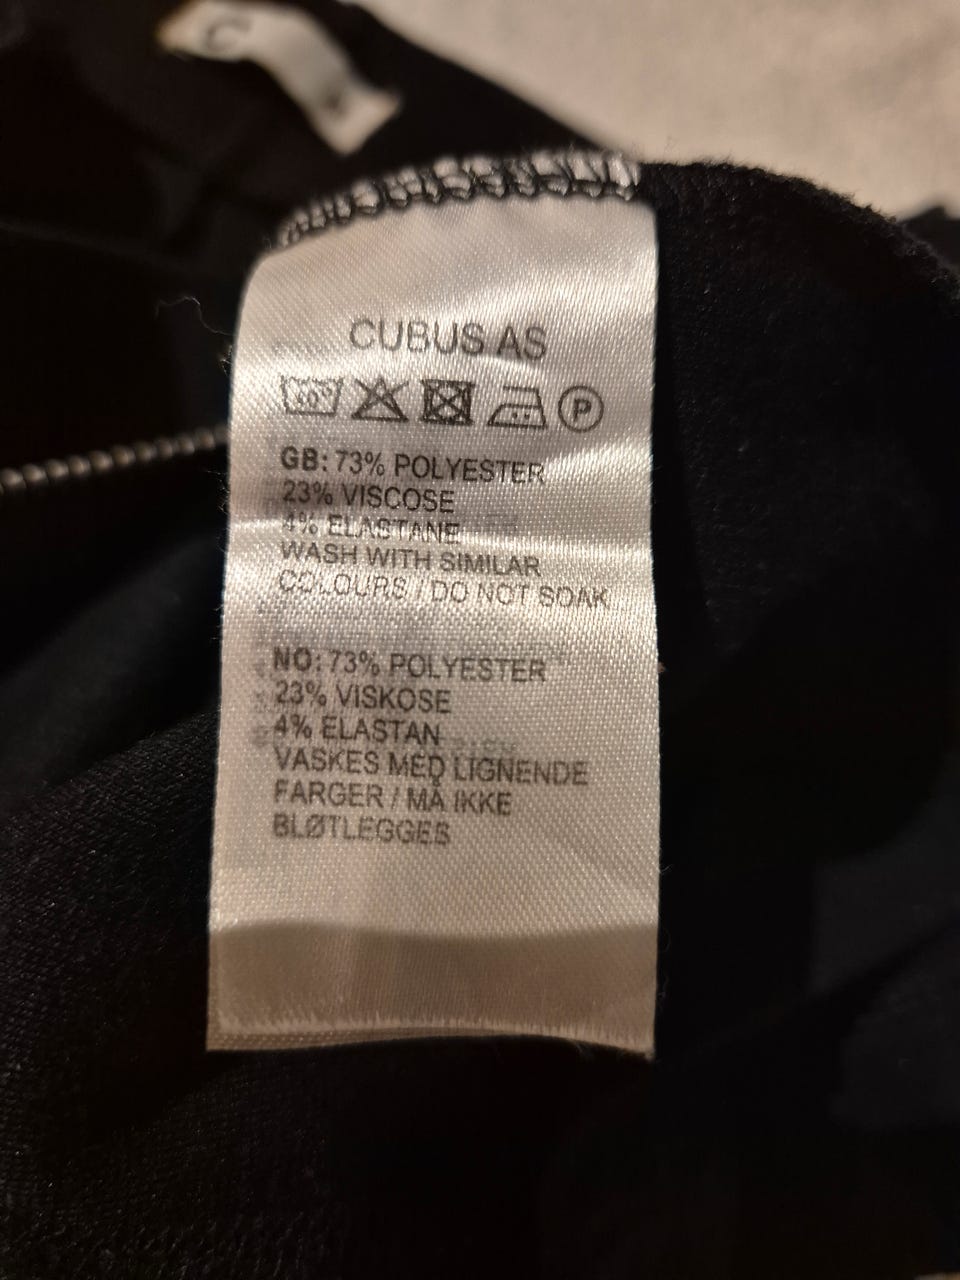 C
CUBUS AS
40°
P
GB: 73% POLYESTER
23% VISCOSE
4% ELASTANE
WASH WITH SIMILAR
COLOURS / DO NOT SOAK
NO: 73% POLYESTER
23% VISKOSE
4% ELASTAN
VASKES MED LIGNENDE
FARGER / MÅ IKKE
BLØTLEGGES